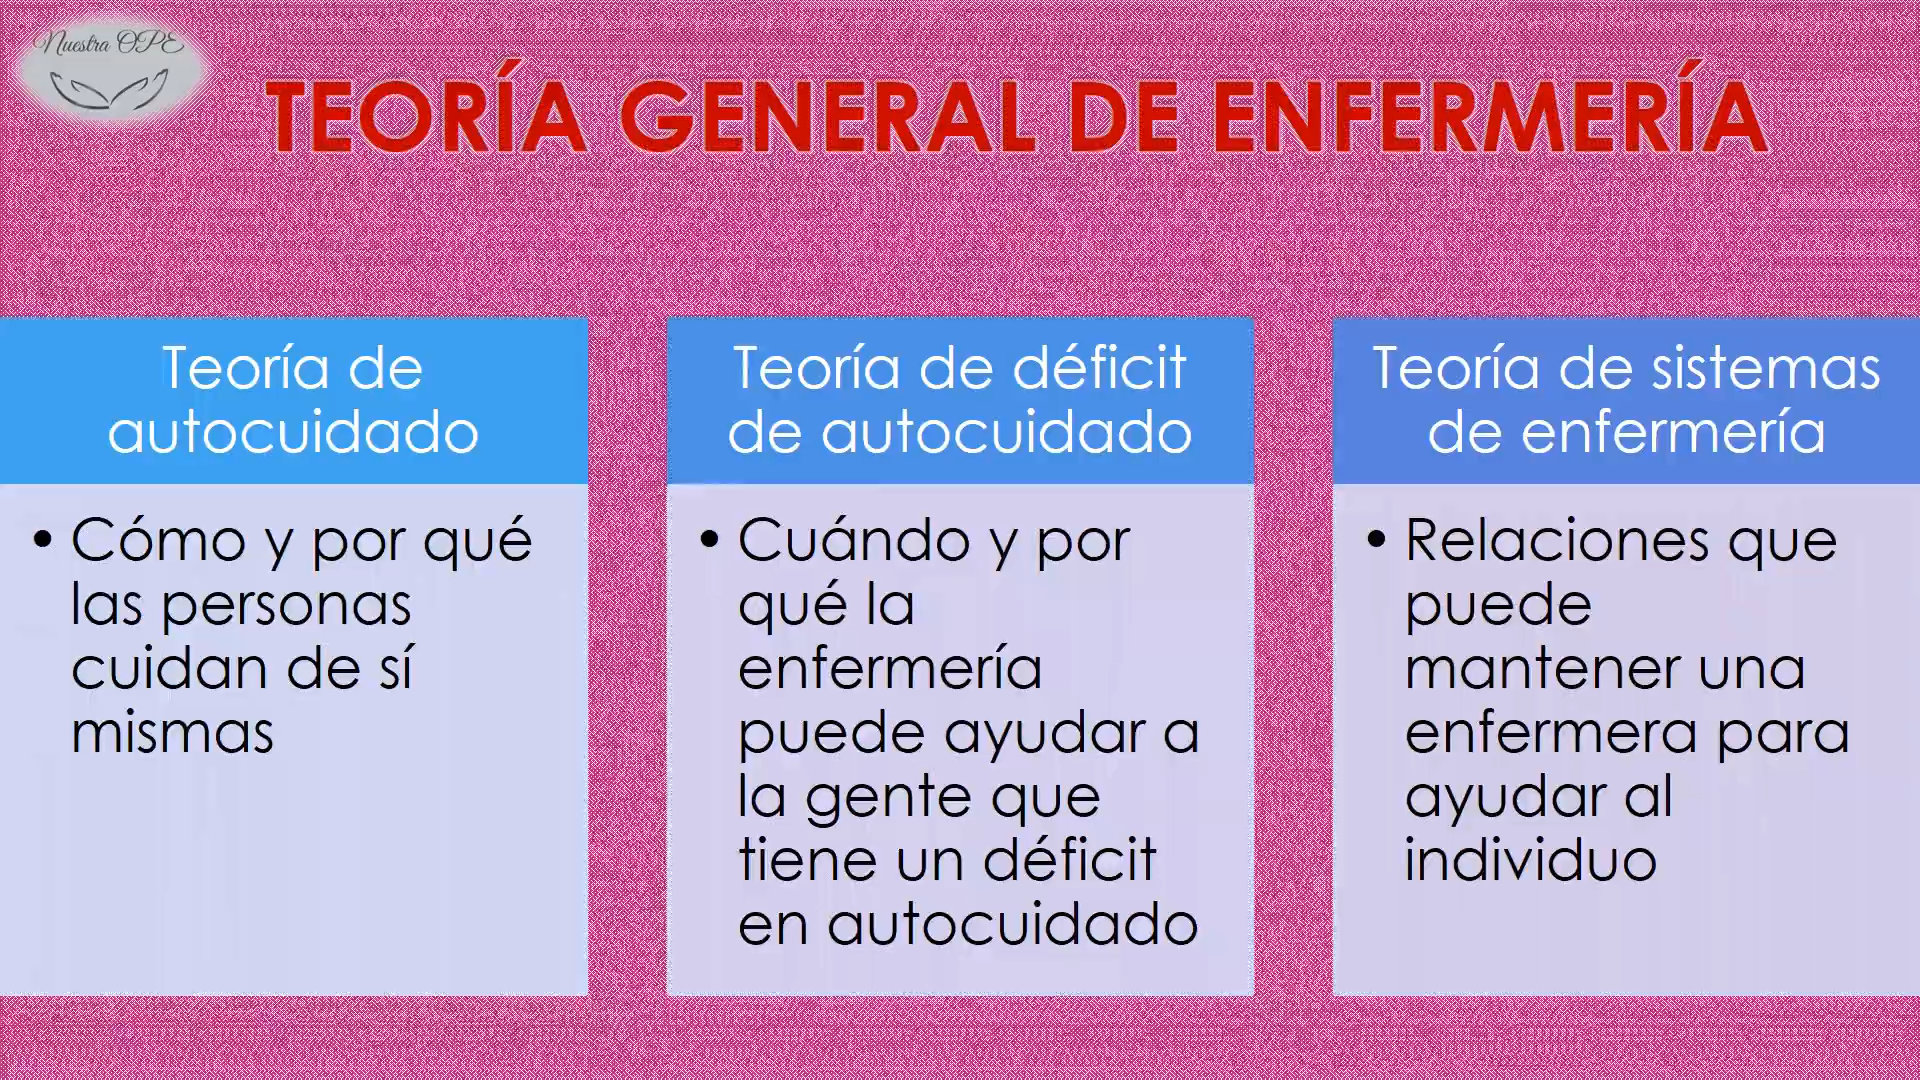 Nuestra OPE
TEORÍA GENERAL DE ENFERMERÍA
Teoría de
autocuidado
• Cómo y por qué
las personas
cuidan de sí
mismas
Teoría de déficit
de autocuidado
• Cuándo y por
qué la
enfermería
puede ayudar a
la gente que
tiene un déficit
en autocuidado
Teoría de sistemas
de enfermería
• Relaciones que
puede
mantener una
enfermera para
ayudar al
individuo